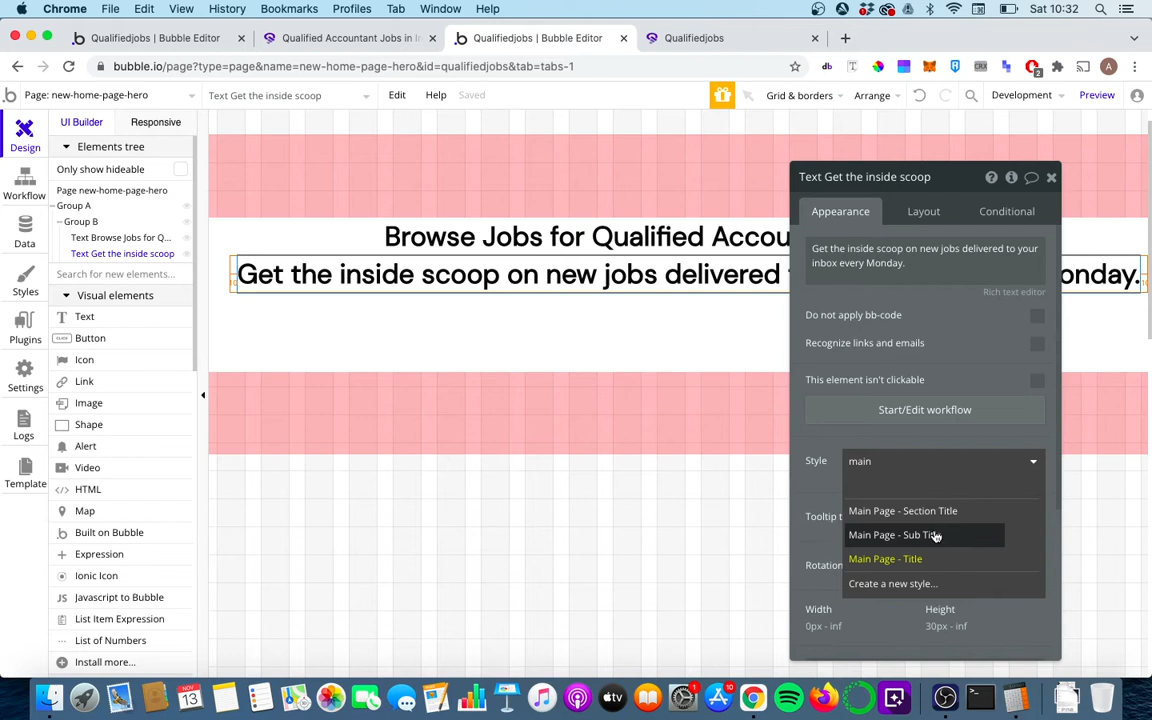 Chrome File Edit View History Bookmarks Profiles Tab Window Help Sat 10:32
Qualifiedjobs | Bubble Editor Qualified Accountant Jobs in Ir Qualifiedjobs | Bubble Editor Qualifiedjobs
bubble.io/page?type=page&name=new-home-page-hero&id=qualifiedjobs&tab=tabs-1
Page: new-home-page-hero Text Get the inside scoop Edit Help Saved Grid & borders Arrange Development Preview
UI Builder Responsive
Design
Elements tree
Only show hideable
Workflow
Page new-home-page-hero
Group A
Group B
Text Browse Jobs for Q...
Text Get the inside scoop
Data
Search for new elements...
Styles
Visual elements
Text
Plugins
Button
Icon
Link
Settings
Image
Shape
Logs
Alert
Video
Template
HTML
Map
Built on Bubble
Expression
Ionic Icon
Javascript to Bubble
List Item Expression
List of Numbers
Install more...
Browse Jobs for Qualified Accou
Get the inside scoop on new jobs delivered
onday.
Text Get the inside scoop
Appearance Layout Conditional
Get the inside scoop on new jobs delivered to your
inbox every Monday.
Rich text editor
Do not apply bb-code
Recognize links and emails
This element isn't clickable
Start/Edit workflow
Style main
Main Page - Section Title
Tooltip t
Main Page - Sub Title
Main Page - Title
Rotation
Create a new style...
Width Height
0px - inf 30px - inf